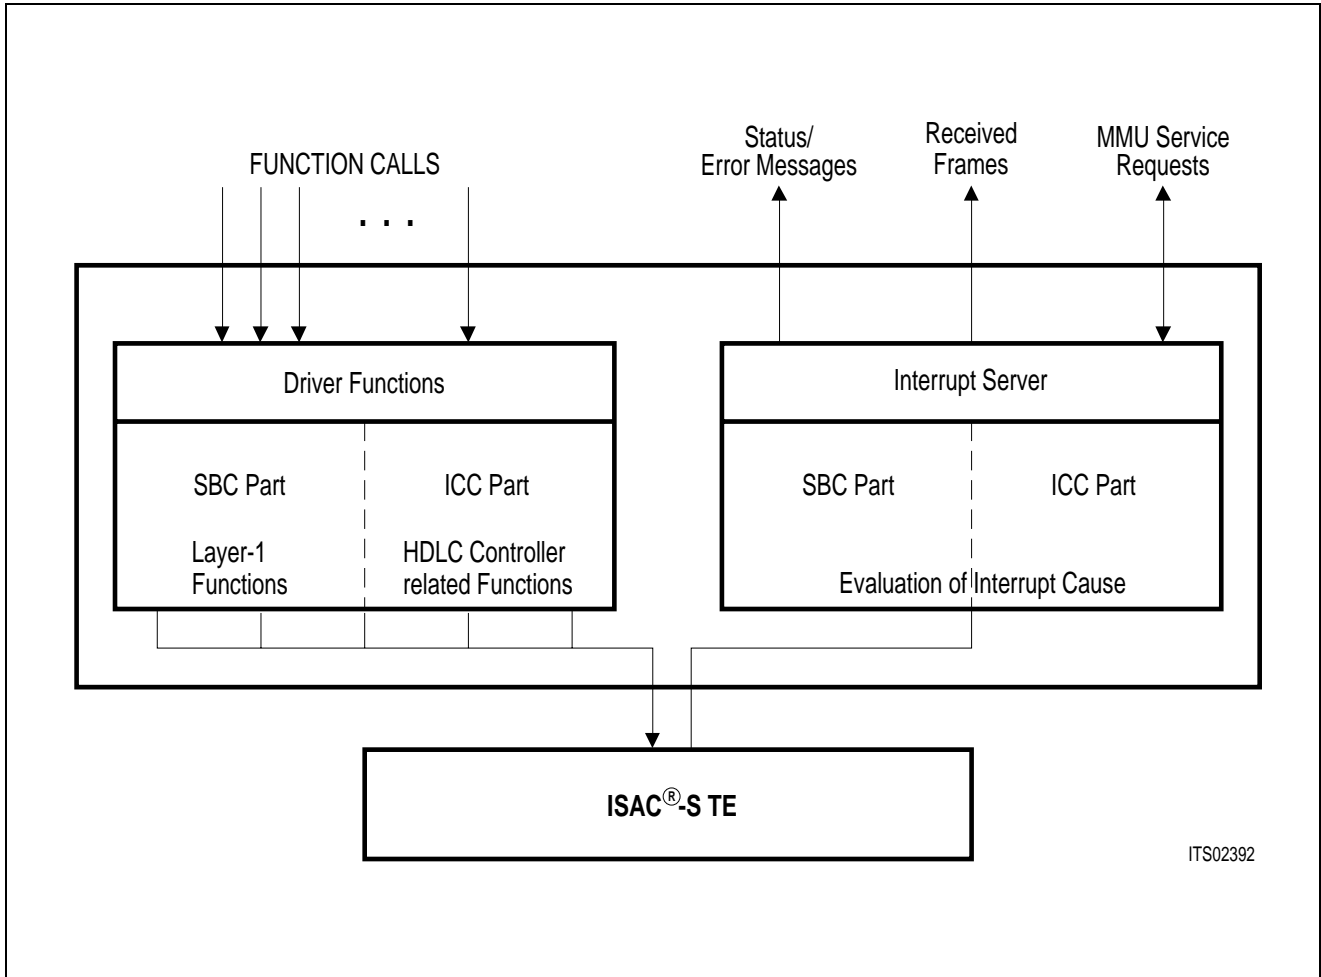 FUNCTION CALLS
. . .
Status/
Error Messages
Received
Frames
MMU Service
Requests
Driver Functions
SBC Part
ICC Part
Layer-1
Functions
HDLC Controller
related Functions
Interrupt Server
SBC Part
ICC Part
Evaluation of Interrupt Cause
ISAC®-S TE
ITS02392